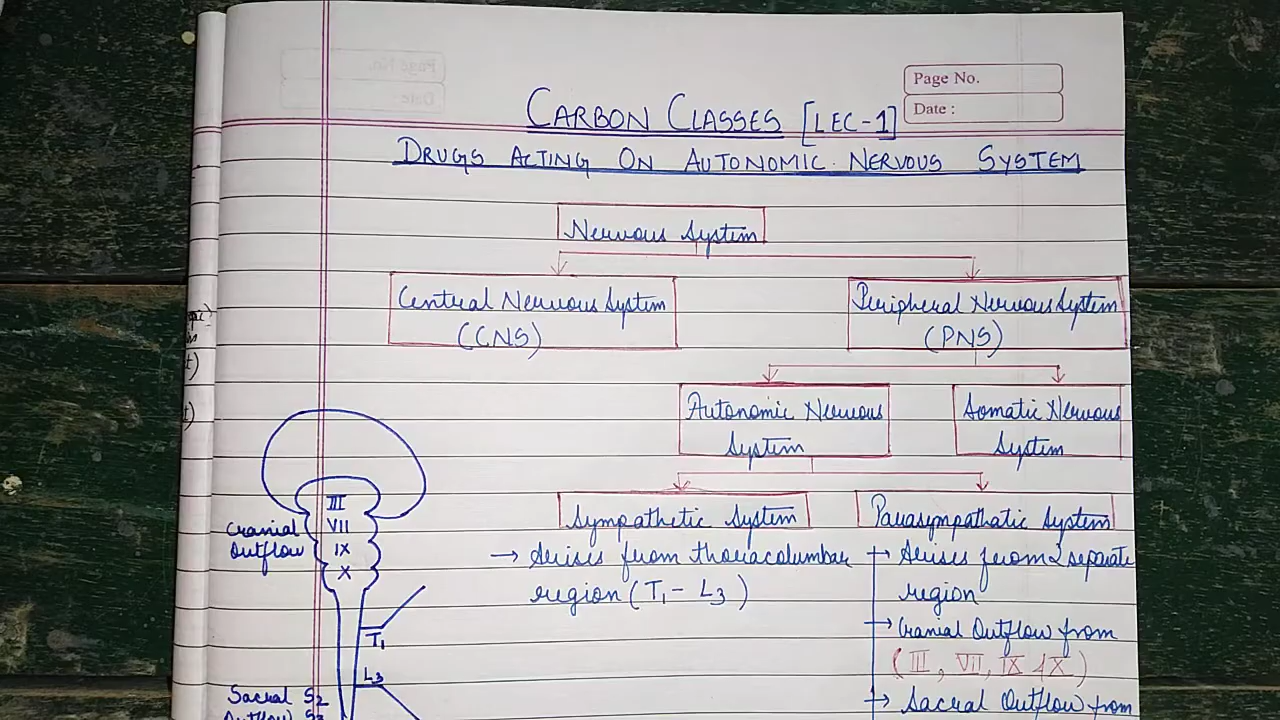 Page No.
Date :
CARBON CLASSES [LEC-1]
DRUGS ACTING ON AUTONOMIC NERVOUS SYSTEM
Nervous System
Central Nervous System
(CNS)
Peripheral Nervous System
(PNS)
Autonomic Nervous
System
Somatic Nervous
System
Sympathetic System
→ Arises from thoriacolumbar
region (T1 - L3)
Parasympathatic System
→ Arises from 2 separate
region
→ Cranial Outflow from
(III, VII, IX & X)
→ Sacral Outflow from
Cranial
Outflow
III
VII
IX
X
T1
L3
Sacral S2
Outflow S3